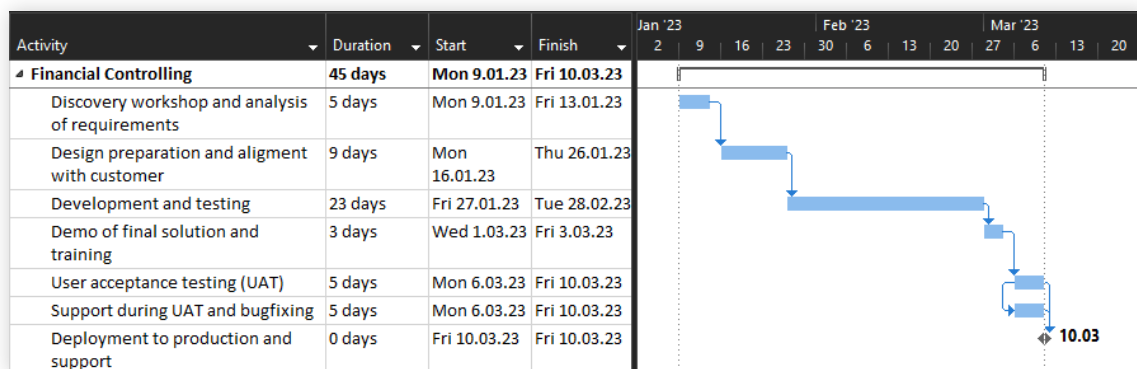 Jan '23 Feb '23 Mar '23
Activity Duration Start Finish 2 9 16 23 30 6 13 20 27 6 13 20
Financial Controlling 45 days Mon 9.01.23 Fri 10.03.23
Discovery workshop and analysis 5 days Mon 9.01.23 Fri 13.01.23
of requirements
Design preparation and aligment 9 days Mon Thu 26.01.23
with customer 16.01.23
Development and testing 23 days Fri 27.01.23 Tue 28.02.23
Demo of final solution and 3 days Wed 1.03.23 Fri 3.03.23
training
User acceptance testing (UAT) 5 days Mon 6.03.23 Fri 10.03.23
Support during UAT and bugfixing 5 days Mon 6.03.23 Fri 10.03.23
Deployment to production and 0 days Fri 10.03.23 Fri 10.03.23 10.03
support